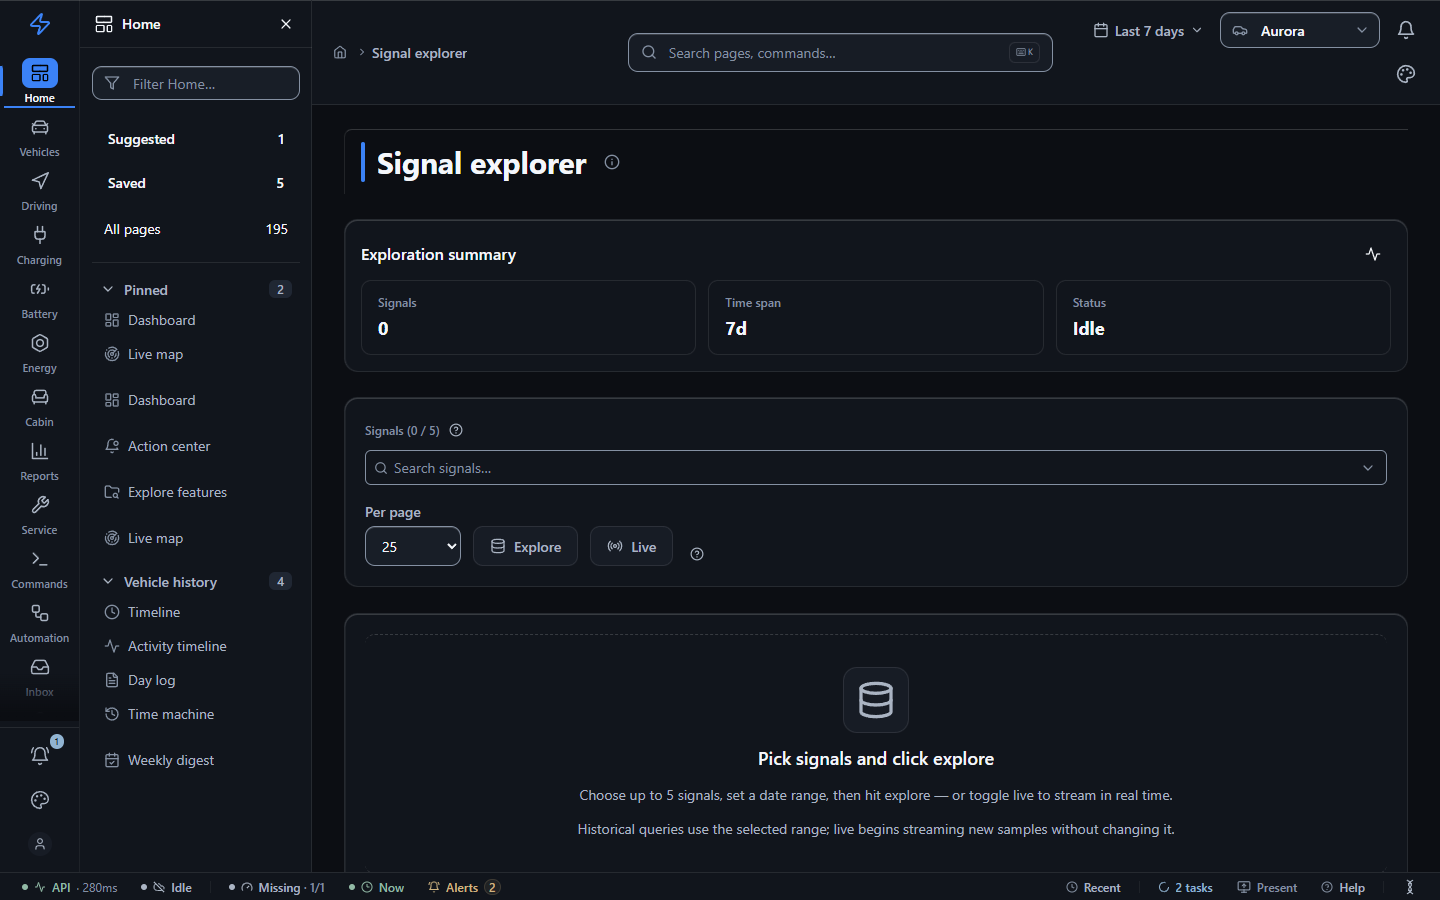 Home
Vehicles
Driving
Charging
Battery
Energy
Cabin
Reports
Service
Commands
Automation
Inbox
1
Home
Filter Home...
Suggested 1
Saved 5
All pages 195
Pinned 2
Dashboard
Live map
Dashboard
Action center
Explore features
Live map
Vehicle history 4
Timeline
Activity timeline
Day log
Time machine
Weekly digest
Signal explorer
Search pages, commands...
K
Last 7 days
Aurora
Signal explorer
Exploration summary
Signals
0
Time span
7d
Status
Idle
Signals (0 / 5)
Search signals...
Per page
25
Explore
Live
Pick signals and click explore
Choose up to 5 signals, set a date range, then hit explore — or toggle live to stream in real time.
Historical queries use the selected range; live begins streaming new samples without changing it.
API · 280ms
Idle
Missing · 1/1
Now
Alerts 2
Recent
2 tasks
Present
Help